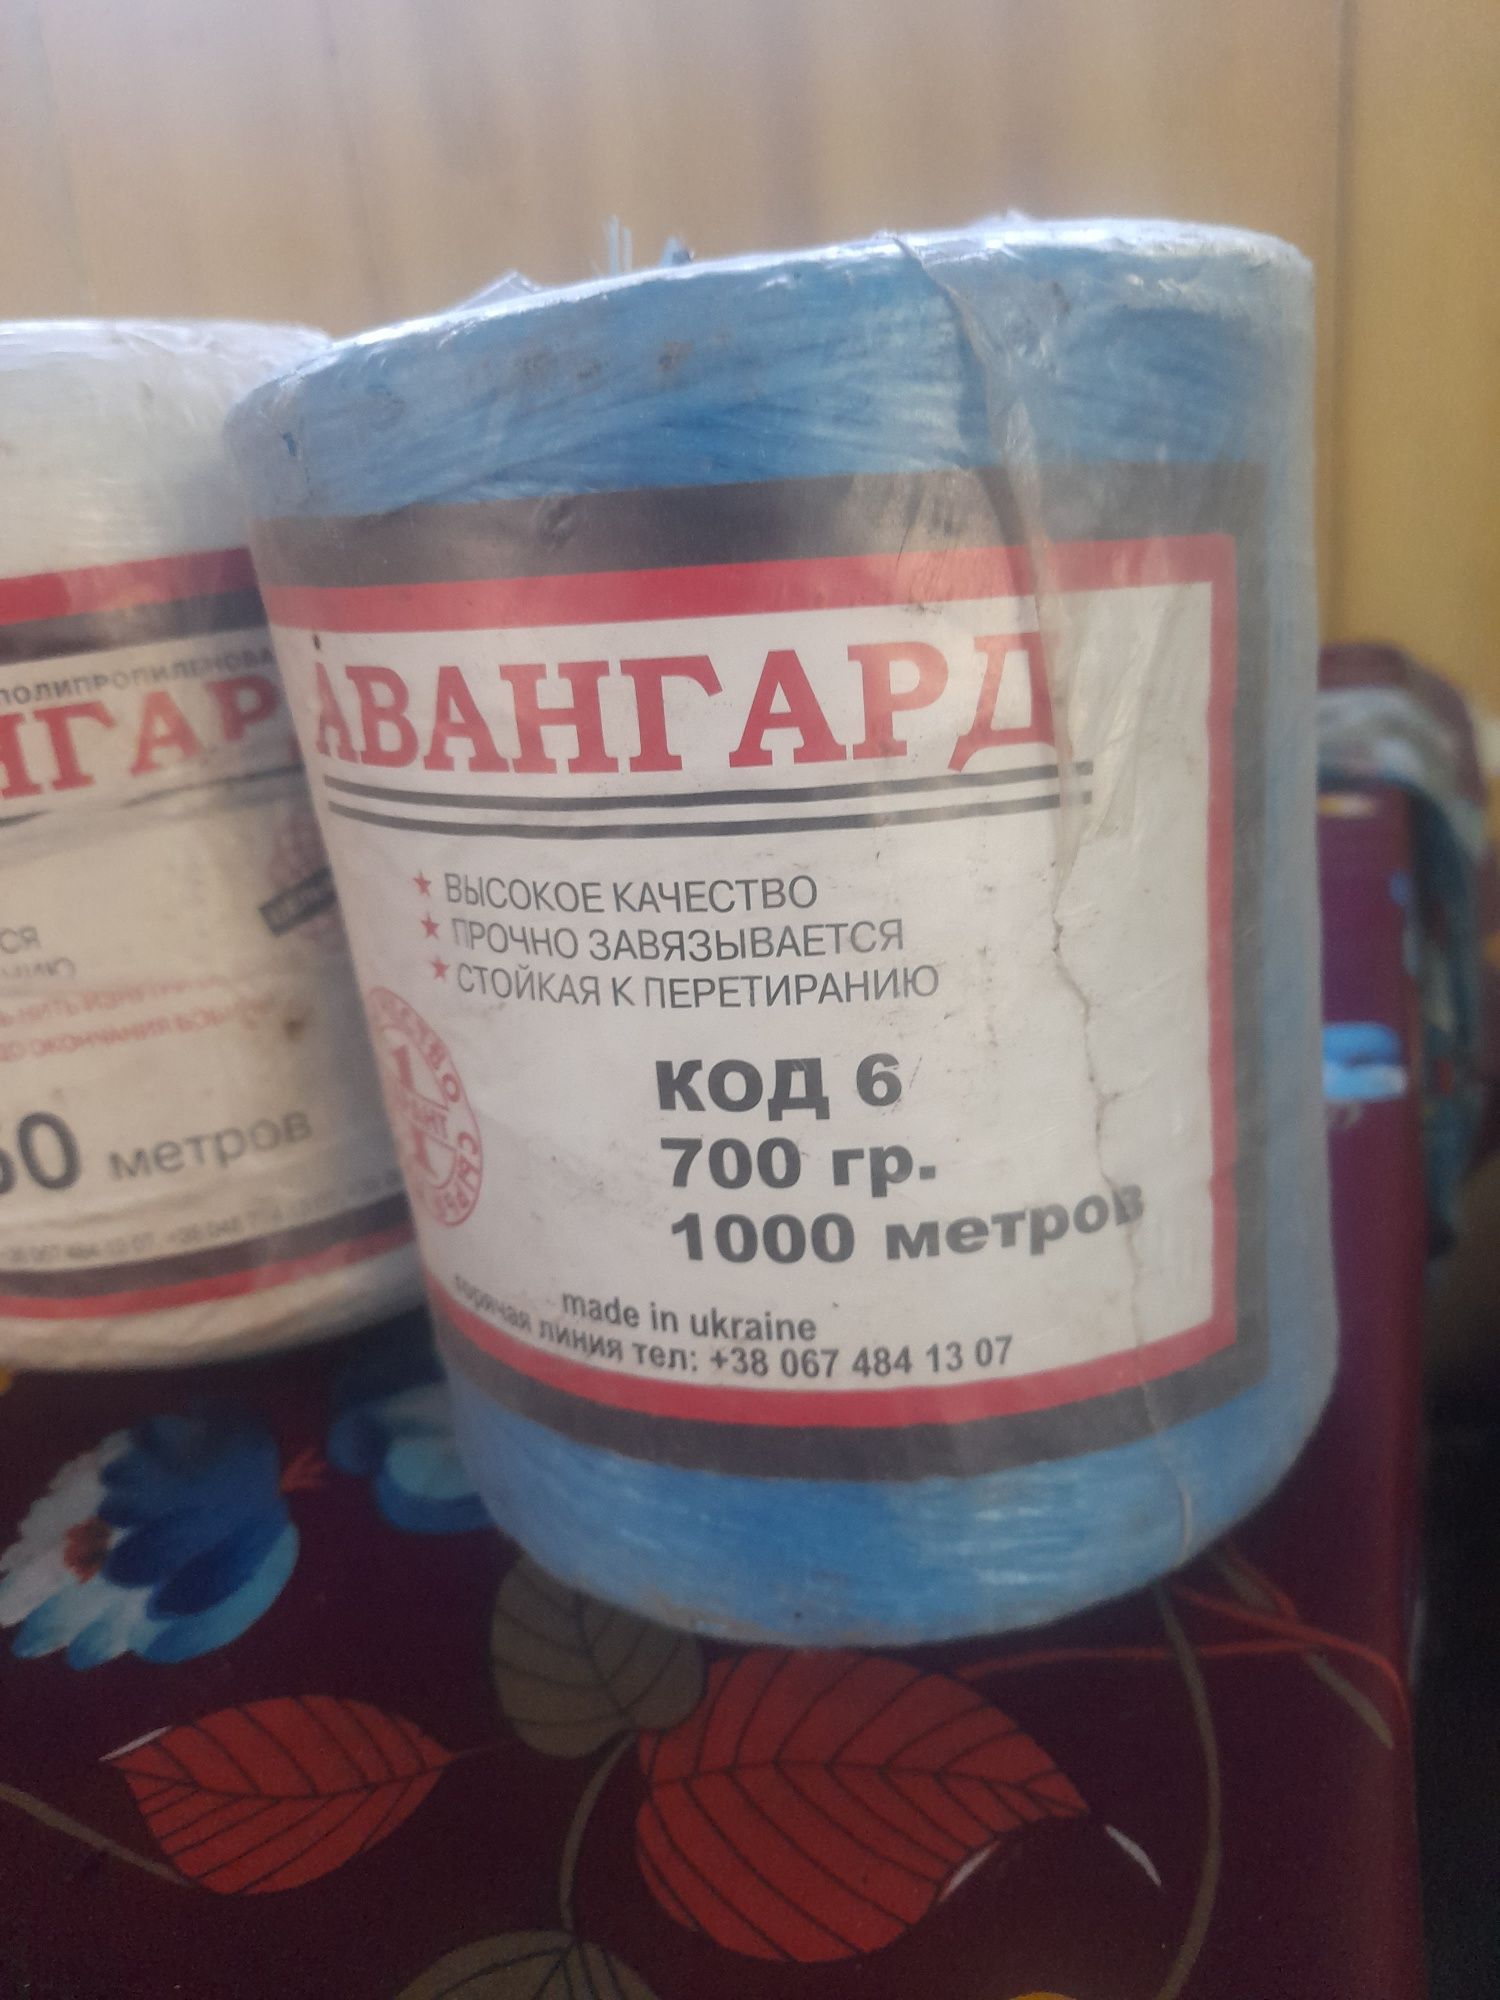 ПОЛИПРОПИЛЕНОВА
НГАР
СЯ
метров
АВАНГАРД
ВЫСОКОЕ КАЧЕСТВО
ПРОЧНО ЗАВЯЗЫВАЕТСЯ
СТОЙКАЯ К ПЕРЕТИРАНИЮ
КОД 6
700 гр.
1000 метров
made in ukraine
горячая линия тел: +38 067 484 13 07